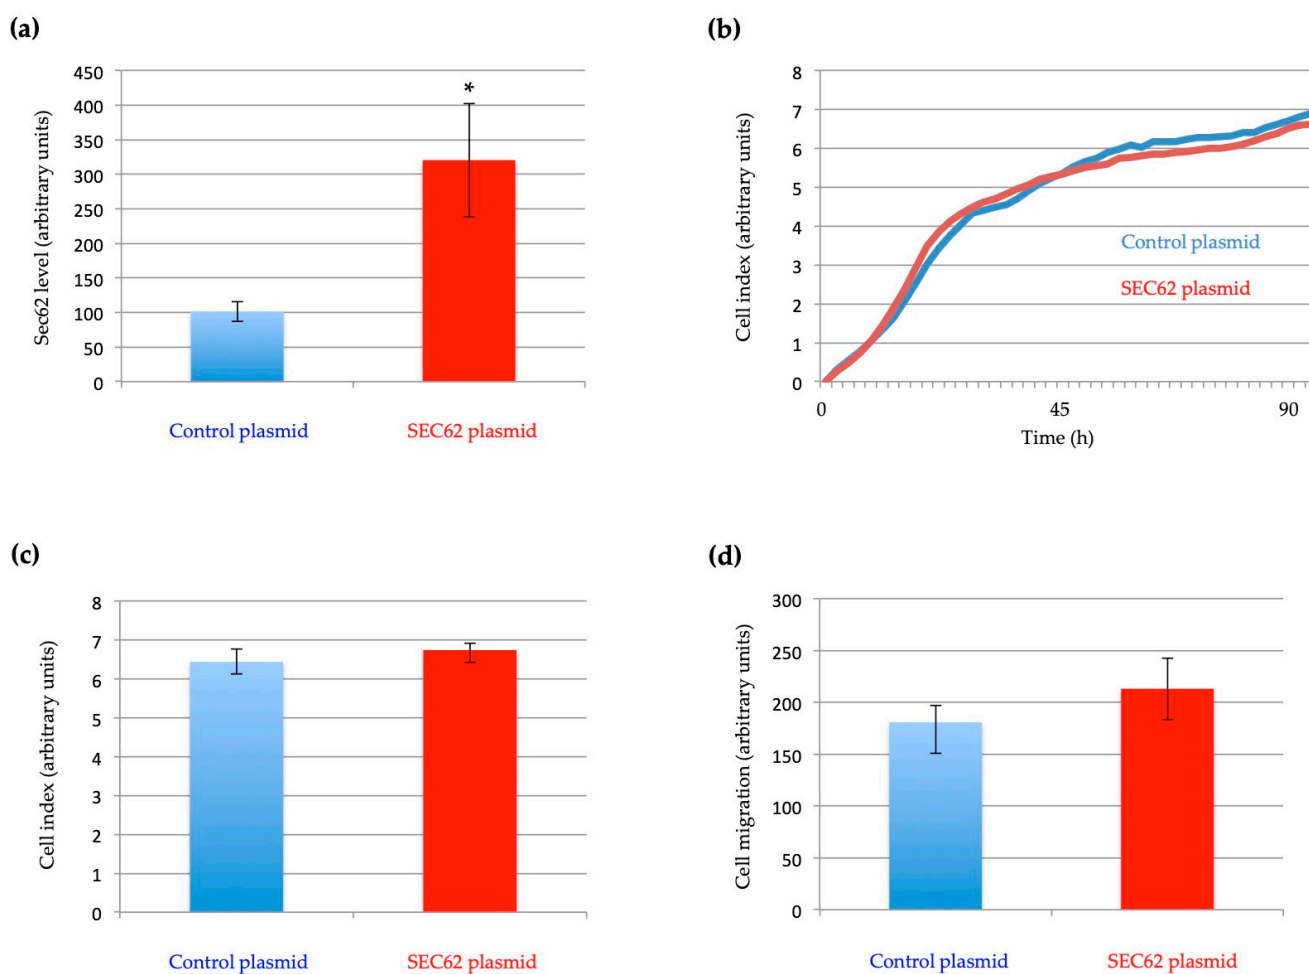 (a)
Sec62 level (arbitrary units)
450
400
350
300
250
200
150
100
50
0
*
Control plasmid
SEC62 plasmid
(b)
Cell index (arbitrary units)
8
7
6
5
4
3
2
1
0
Control plasmid
SEC62 plasmid
0
45
90
Time (h)
(c)
Cell index (arbitrary units)
8
7
6
5
4
3
2
1
0
Control plasmid
SEC62 plasmid
(d)
Cell migration (arbitrary units)
300
250
200
150
100
50
0
Control plasmid
SEC62 plasmid